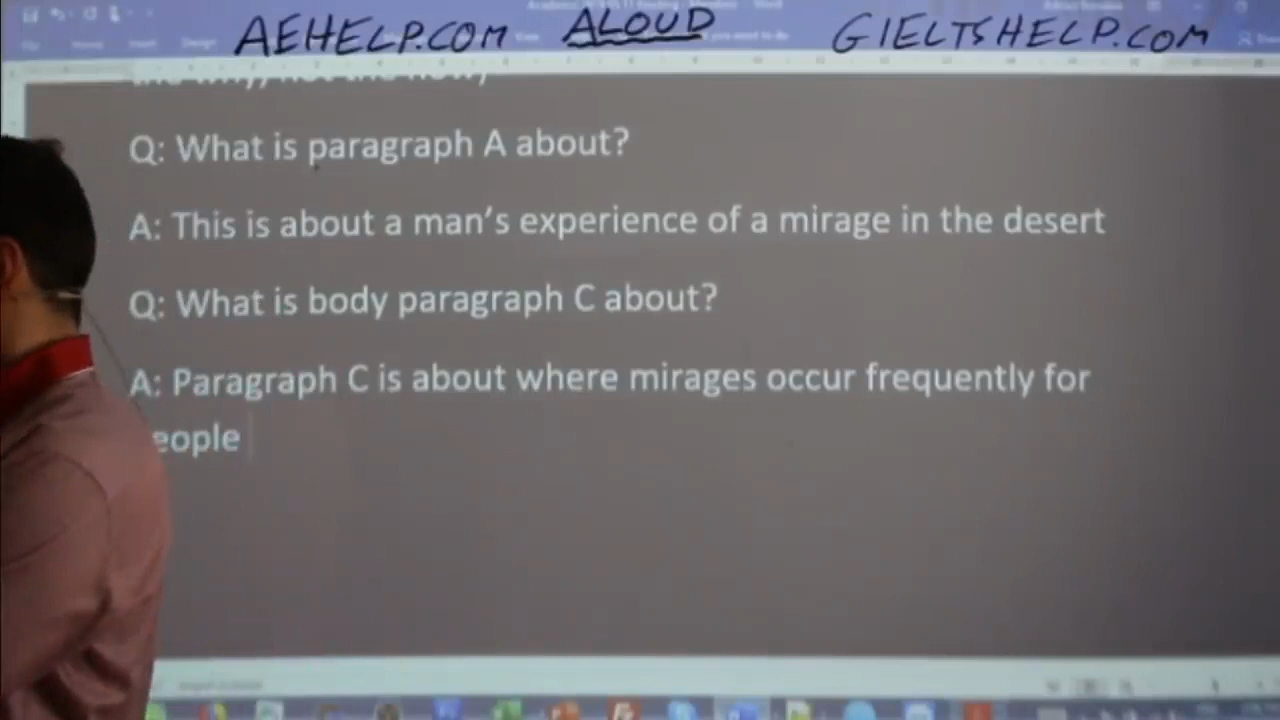 AEHELP.COM ALOUD GIELTSHELP.COM
Q: What is paragraph A about?
A: This is about a man's experience of a mirage in the desert
Q: What is body paragraph C about?
A: Paragraph C is about where mirages occur frequently for
eople